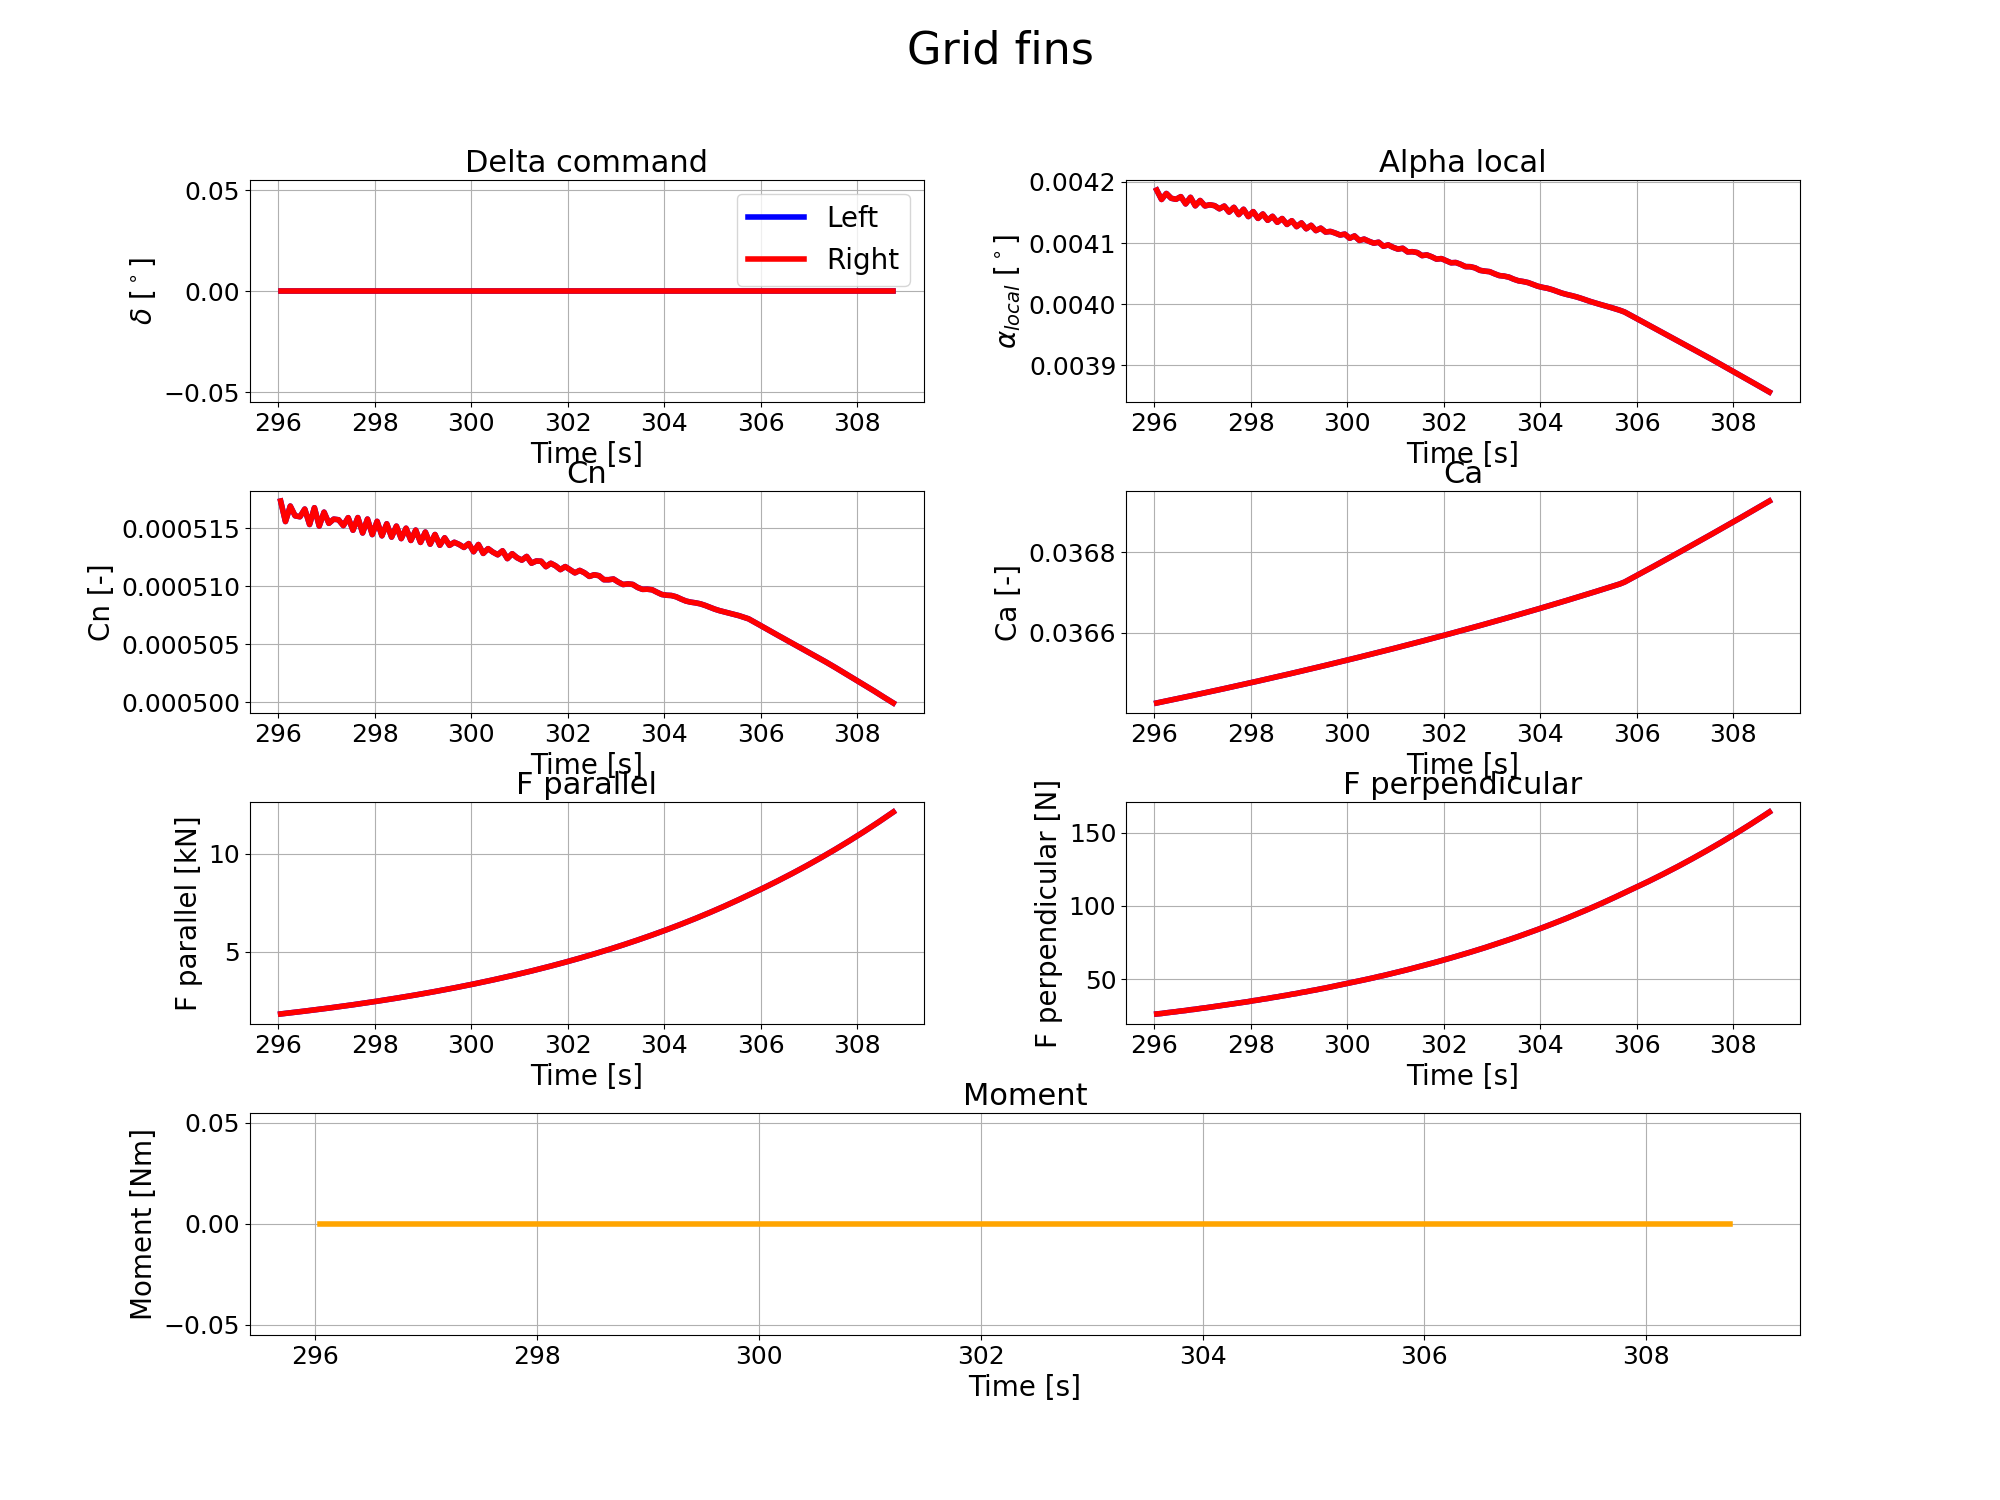 Grid fins
Delta command
Alpha local
δ [°]
0.05
0.00
−0.05
Left
Right
296 298 300 302 304 306 308
Time [s]
α_local [°]
0.0042
0.0041
0.0040
0.0039
296 298 300 302 304 306 308
Time [s]
Cn
Cn [-]
0.000515
0.000510
0.000505
0.000500
296 298 300 302 304 306 308
Time [s]
Ca
Ca [-]
0.0368
0.0366
296 298 300 302 304 306 308
Time [s]
F parallel
F parallel [kN]
10
5
296 298 300 302 304 306 308
Time [s]
F perpendicular
F perpendicular [N]
150
100
50
296 298 300 302 304 306 308
Time [s]
Moment
Moment [Nm]
0.05
0.00
−0.05
296 298 300 302 304 306 308
Time [s]